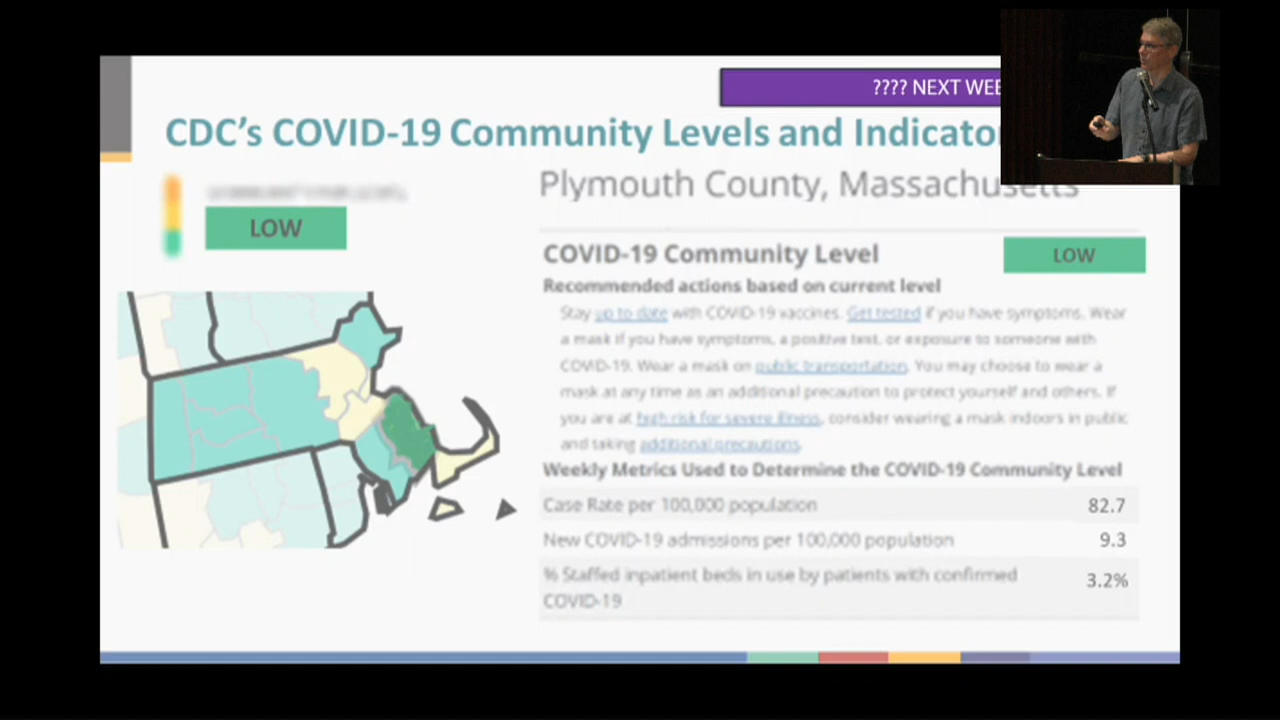 ???? NEXT WEE
CDC's COVID-19 Community Levels and Indicator
LOW
Plymouth County, Massachusetts
COVID-19 Community Level
LOW
Recommended actions based on current level
Stay up to date with COVID-19 vaccines. Get tested if you have symptoms. Wear
a mask if you have symptoms, a positive test, or exposure to someone with
COVID-19. Wear a mask on public transportation. You may choose to wear a
mask at any time as an additional precaution to protect yourself and others. If
you are at high risk for severe illness, consider wearing a mask indoors in public
and taking additional precautions.
Weekly Metrics Used to Determine the COVID-19 Community Level
Case Rate per 100,000 population 82.7
New COVID-19 admissions per 100,000 population 9.3
% Staffed inpatient beds in use by patients with confirmed 3.2%
COVID-19